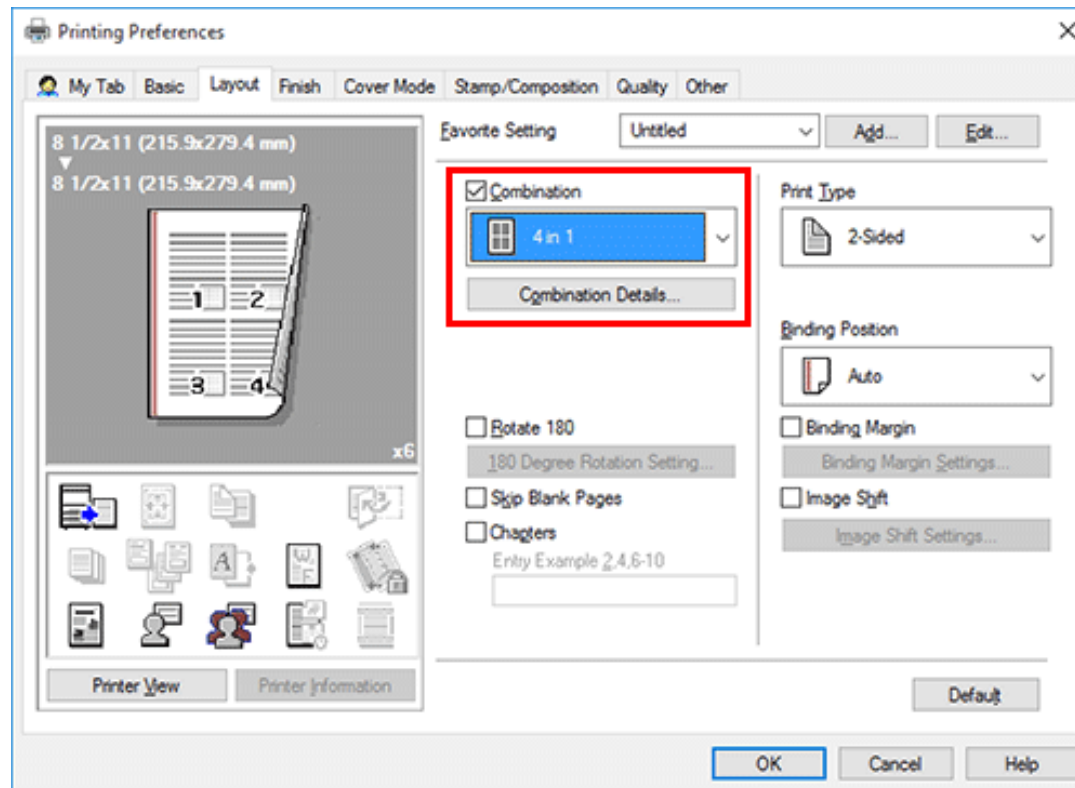 Printing Preferences
My Tab Basic Layout Finish Cover Mode Stamp/Composition Quality Other
8 1/2x11 (215.9x279.4 mm)
8 1/2x11 (215.9x279.4 mm)
1 2
3 4
x6
Printer View Printer Information
Favorite Setting Untitled Add... Edit...
Combination
4 in 1
Combination Details...
Rotate 180
180 Degree Rotation Setting...
Skip Blank Pages
Chapters
Entry Example 2,4,6-10
Print Type
2-Sided
Binding Position
Auto
Binding Margin
Binding Margin Settings...
Image Shift
Image Shift Settings...
Default
OK Cancel Help